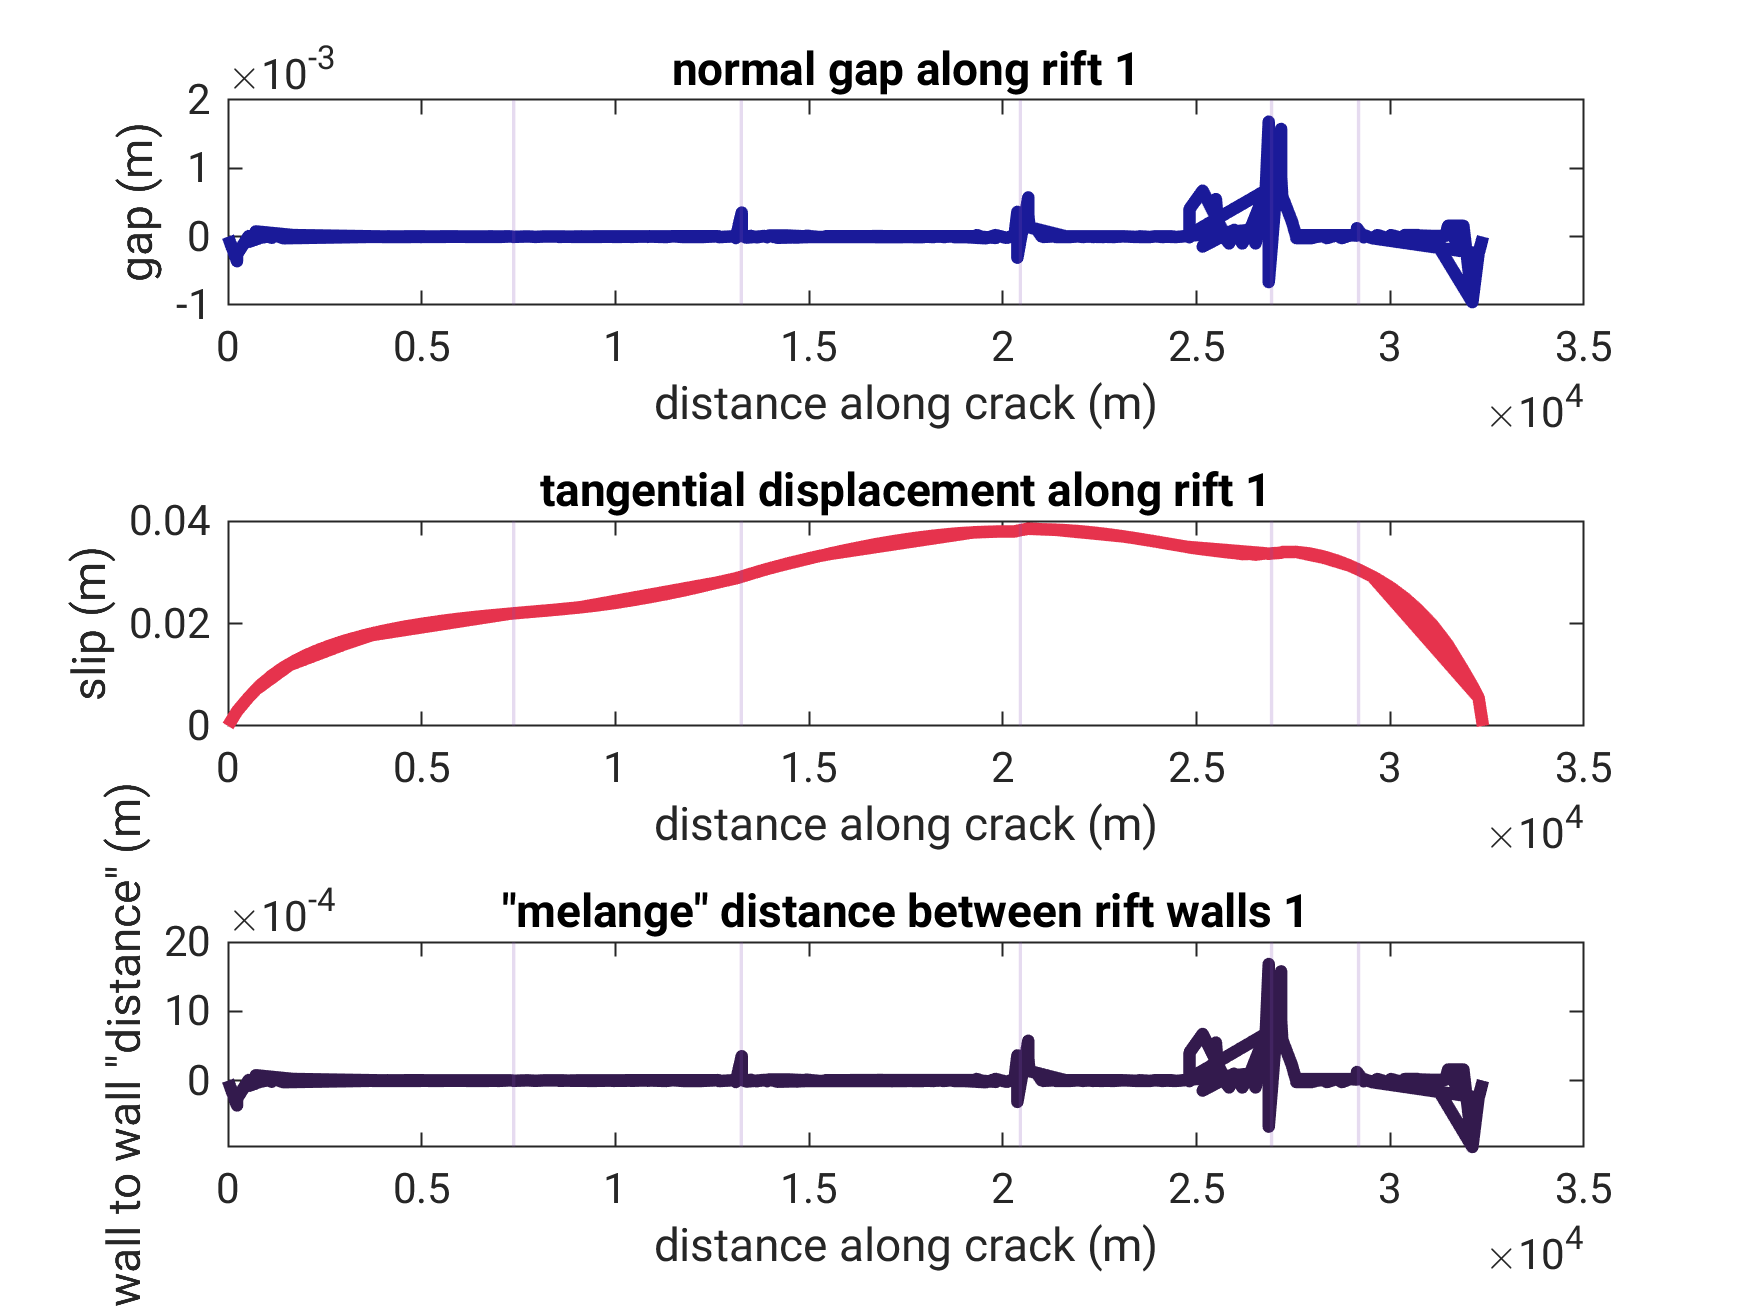 ×10-3
normal gap along rift 1
gap (m)
2
1
0
-1
0 0.5 1 1.5 2 2.5 3 3.5
distance along crack (m)
×104
tangential displacement along rift 1
slip (m)
0.04
0.02
0
0 0.5 1 1.5 2 2.5 3 3.5
distance along crack (m)
×104
×10-4
"melange" distance between rift walls 1
wall to wall "distance" (m)
20
10
0
0 0.5 1 1.5 2 2.5 3 3.5
distance along crack (m)
×104